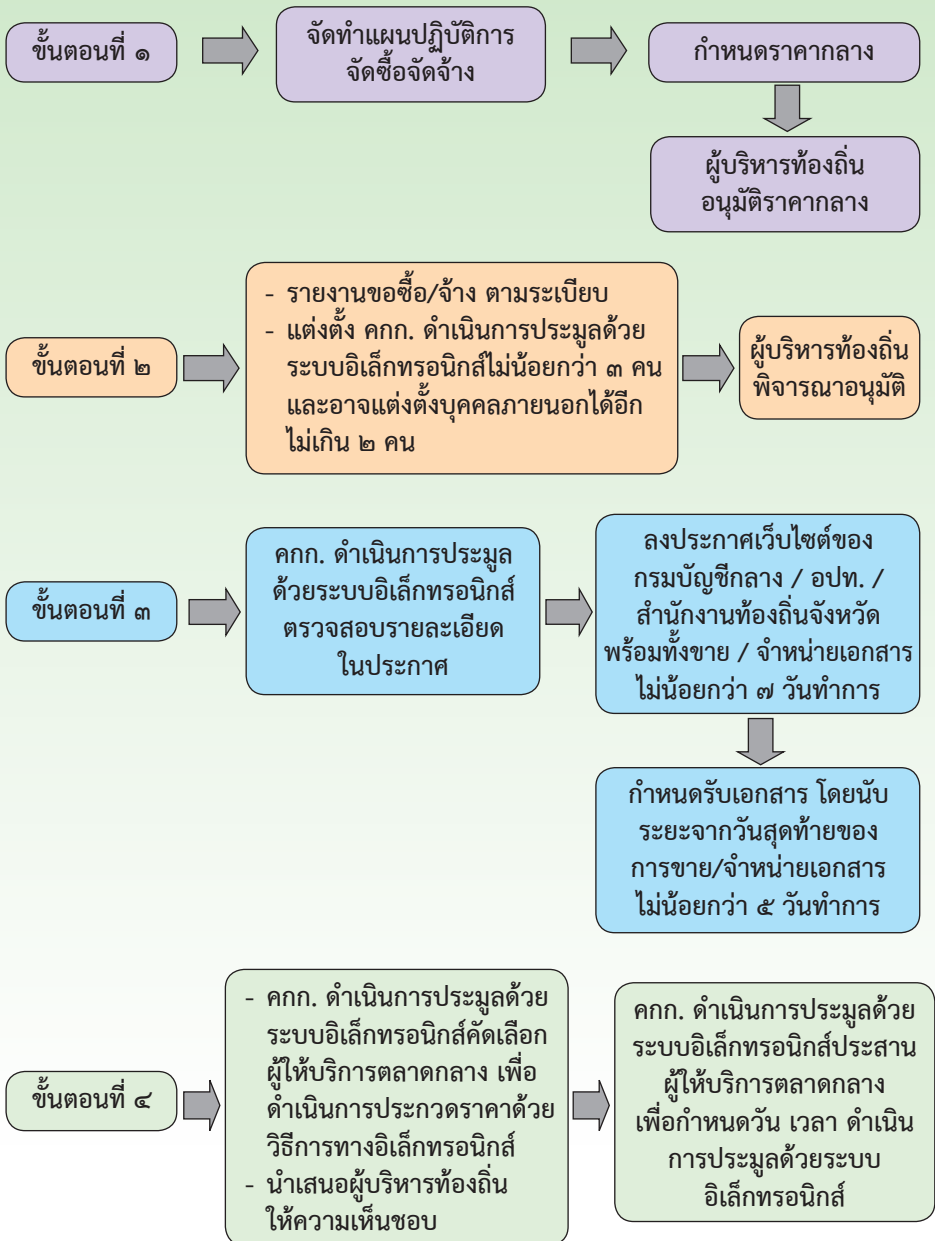 ขั้นตอนที่ ๑
จัดทำแผนปฏิบัติการ
จัดซื้อจัดจ้าง
กำหนดราคากลาง
ผู้บริหารท้องถิ่น
อนุมัติราคากลาง
ขั้นตอนที่ ๒
- รายงานขอซื้อ/จ้าง ตามระเบียบ
- แต่งตั้ง คกก. ดำเนินการประมูลด้วย
ระบบอิเล็กทรอนิกส์ไม่น้อยกว่า ๓ คน
และอาจแต่งตั้งบุคคลภายนอกได้อีก
ไม่เกิน ๒ คน
ผู้บริหารท้องถิ่น
พิจารณาอนุมัติ
ขั้นตอนที่ ๓
คกก. ดำเนินการประมูล
ด้วยระบบอิเล็กทรอนิกส์
ตรวจสอบรายละเอียด
ในประกาศ
ลงประกาศเว็บไซต์ของ
กรมบัญชีกลาง / อปท. /
สำนักงานท้องถิ่นจังหวัด
พร้อมทั้งขาย / จำหน่ายเอกสาร
ไม่น้อยกว่า ๗ วันทำการ
กำหนดรับเอกสาร โดยนับ
ระยะจากวันสุดท้ายของ
การขาย/จำหน่ายเอกสาร
ไม่น้อยกว่า ๕ วันทำการ
ขั้นตอนที่ ๔
- คกก. ดำเนินการประมูลด้วย
ระบบอิเล็กทรอนิกส์คัดเลือก
ผู้ให้บริการตลาดกลาง เพื่อ
ดำเนินการประกวดราคาด้วย
วิธีการทางอิเล็กทรอนิกส์
- นำเสนอผู้บริหารท้องถิ่น
ให้ความเห็นชอบ
คกก. ดำเนินการประมูลด้วย
ระบบอิเล็กทรอนิกส์ประสาน
ผู้ให้บริการตลาดกลาง
เพื่อกำหนดวัน เวลา ดำเนิน
การประมูลด้วยระบบ
อิเล็กทรอนิกส์